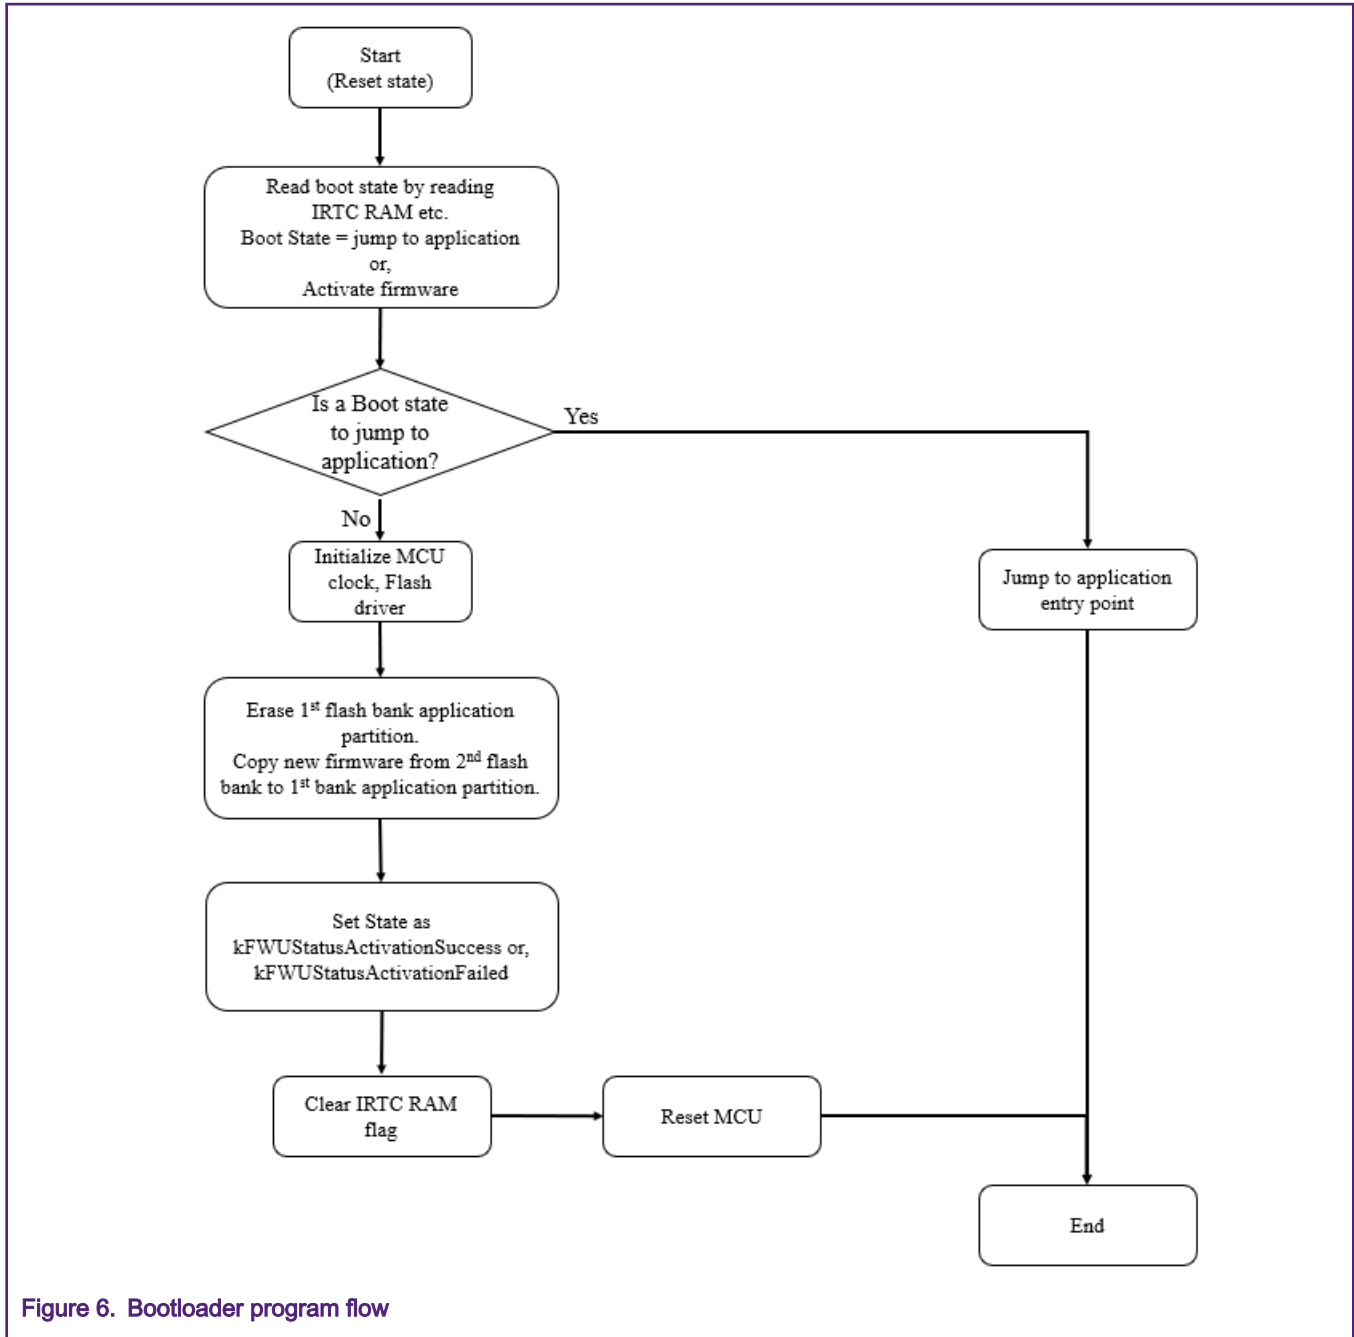 Start
(Reset state)
Read boot state by reading
IRTC RAM etc.
Boot State = jump to application
or,
Activate firmware
Is a Boot state
to jump to
application?
Yes
No
Initialize MCU
clock, Flash
driver
Jump to application
entry point
Erase 1st flash bank application
partition.
Copy new firmware from 2nd flash
bank to 1st bank application partition.
Set State as
kFWUStatusActivationSuccess or,
kFWUStatusActivationFailed
Clear IRTC RAM
flag
Reset MCU
End
Figure 6. Bootloader program flow